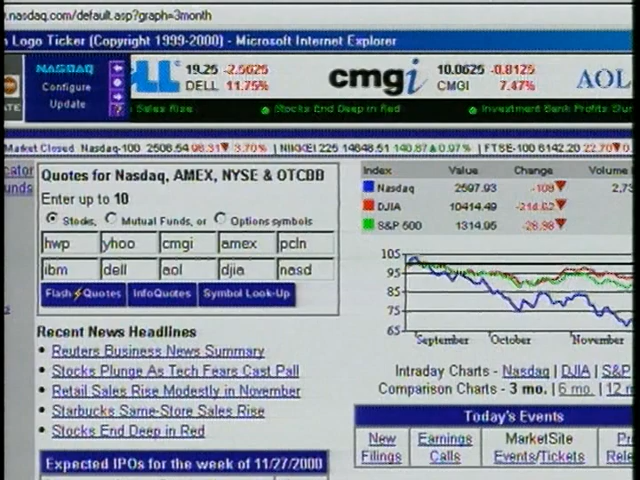 .nasdaq.com/default.asp?graph=3month
Logo Ticker (Copyright 1999-2000) - Microsoft Internet Explorer
NASDAQ
Configure
Update
19.25 -2.5625
DELL 11.75%
cmgi
10.0625 -0.8125
CMGI 7.47%
AOL
Sales Rise
Stocks End Deep in Red
Investment Bank Profits
Market Closed Nasdaq-100 2506.54 96.31 3.70% | NIKKEI 225 14648.51 140.87 0.97% | FTSE-100 6142.20 22.70
Quotes for Nasdaq, AMEX, NYSE & OTCBB
Enter up to 10
Stocks, Mutual Funds, or Options symbols
hwp yhoo cmgi amex pcln
ibm dell aol djia nasd
Flash Quotes InfoQuotes Symbol Look-Up
Index Value Change Volume
Nasdaq 2597.93 -109
DJIA 10414.49
S&P 500 1314.95
105
95
85
75
65
September October November
Intraday Charts - Nasdaq | DJIA | S&P
Comparison Charts - 3 mo. | 6 mo. | 12
Recent News Headlines
Reuters Business News Summary
Stocks Plunge As Tech Fears Cast Pall
Retail Sales Rise Modestly in November
Starbucks Same-Store Sales Rise
Stocks End Deep in Red
Today's Events
New Filings
Earnings Calls
MarketSite Events/Tickets
Expected IPOs for the week of 11/27/2000